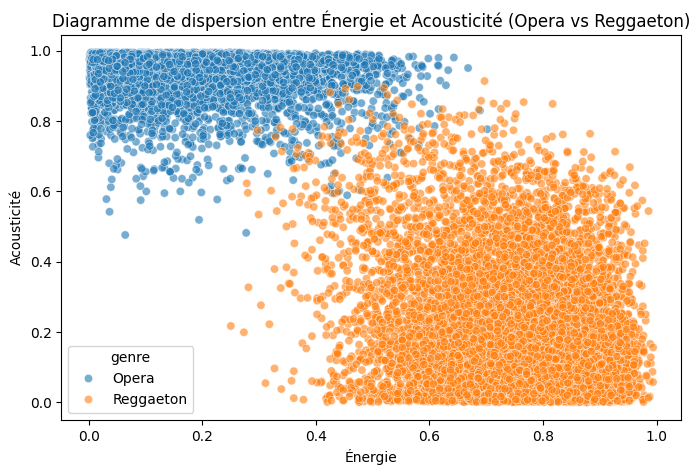 Diagramme de dispersion entre Énergie et Acousticité (Opera vs Reggaeton)
1.0
0.8
0.6
0.4
0.2
0.0
Acousticité
genre
Opera
Reggaeton
0.0 0.2 0.4 0.6 0.8 1.0
Énergie